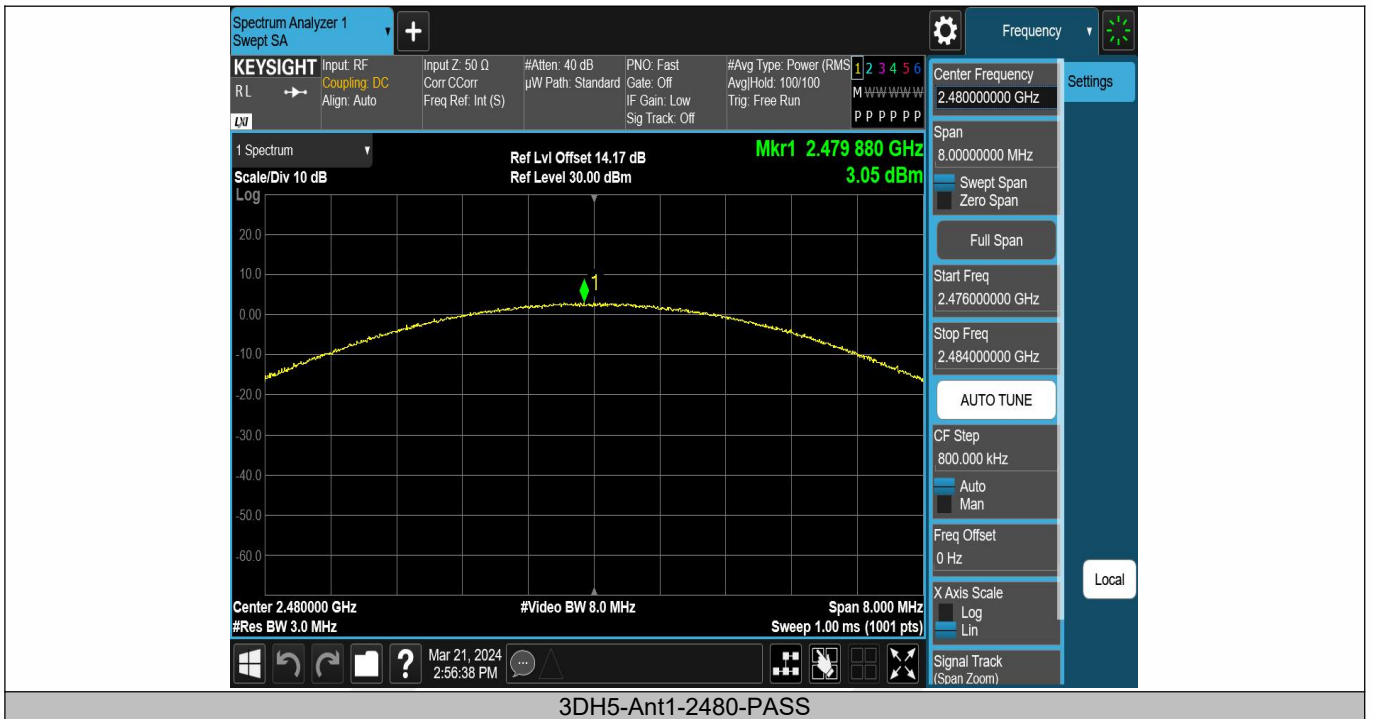 Spectrum Analyzer 1
Swept SA
+
Frequency
KEYSIGHT
RL
LXI
Input: RF
Coupling: DC
Align: Auto
Input Z: 50 Ω
Corr CCorr
Freq Ref: Int (S)
#Atten: 40 dB
µW Path: Standard
PNO: Fast
Gate: Off
IF Gain: Low
Sig Track: Off
#Avg Type: Power (RMS
Avg|Hold: 100/100
Trig: Free Run
1 2 3 4 5 6
M W W W W W
P P P P P P
1 Spectrum
Scale/Div 10 dB
Log
Ref Lvl Offset 14.17 dB
Ref Level 30.00 dBm
Mkr1 2.479 880 GHz
3.05 dBm
20.0
10.0
0.00
-10.0
-20.0
-30.0
-40.0
-50.0
-60.0
1
Center 2.480000 GHz
#Res BW 3.0 MHz
#Video BW 8.0 MHz
Span 8.000 MHz
Sweep 1.00 ms (1001 pts)
Mar 21, 2024
2:56:38 PM
?
Center Frequency
2.480000000 GHz
Settings
Span
8.00000000 MHz
Swept Span
Zero Span
Full Span
Start Freq
2.476000000 GHz
Stop Freq
2.484000000 GHz
AUTO TUNE
CF Step
800.000 kHz
Auto
Man
Freq Offset
0 Hz
Local
X Axis Scale
Log
Lin
Signal Track
(Span Zoom)
3DH5-Ant1-2480-PASS